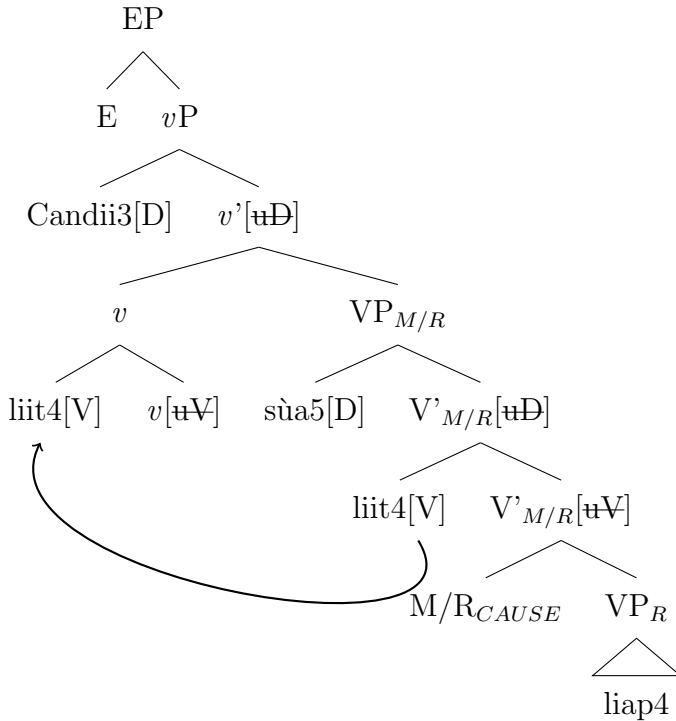 EP
E vP
Candii3[D] v'[uD]
v VP_{M/R}
liit4[V] v[uV] sùa5[D] V'_{M/R}[uD]
liit4[V] V'_{M/R}[uV]
M/R_{CAUSE} VP_R
liap4